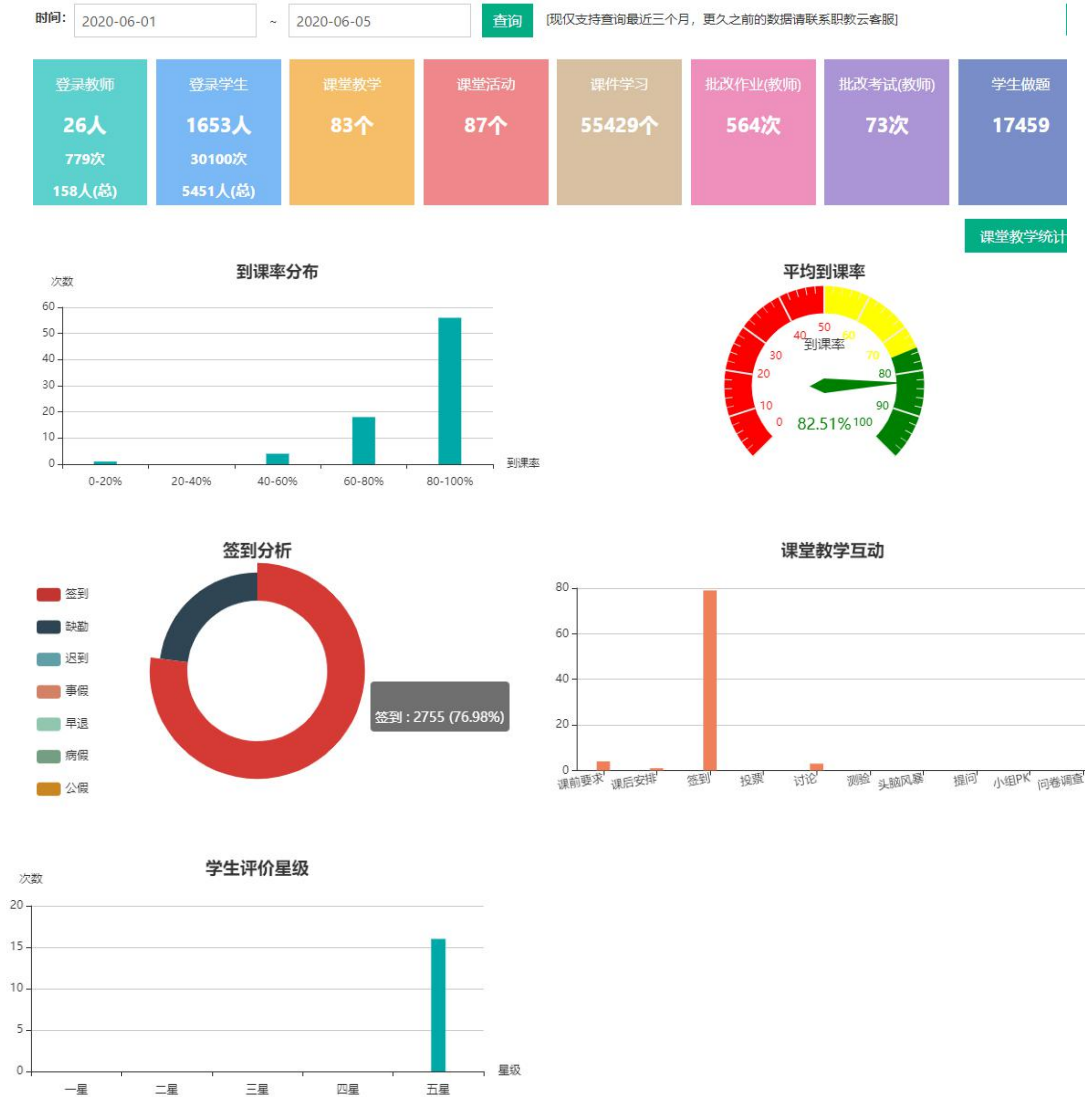 时间: 2020-06-01 ~ 2020-06-05 查询 [现仅支持查询最近三个月，更久之前的数据请联系职教云客服]
登录教师 登录学生 课堂教学 课堂活动 课件学习 批改作业(教师) 批改考试(教师) 学生做题
26人 1653人 83个 87个 55429个 564次 73次 17459
779次 30100次
158人(总) 5451人(总)
课堂教学统计
到课率分布
次数
60
50
40
30
20
10
0
0-20% 20-40% 40-60% 60-80% 80-100%
到课率
平均到课率
0
10
20
30
40
50
60
70
80
90
100
到课率
82.51%
签到分析
签到
缺勤
迟到
事假
早退
病假
公假
签到 : 2755 (76.98%)
课堂教学互动
80
60
40
20
0
课前要求 课后安排 签到 投票 讨论 测验 头脑风暴 提问 小组PK 问卷调查
学生评价星级
次数
20
15
10
5
0
一星 二星 三星 四星 五星
星级